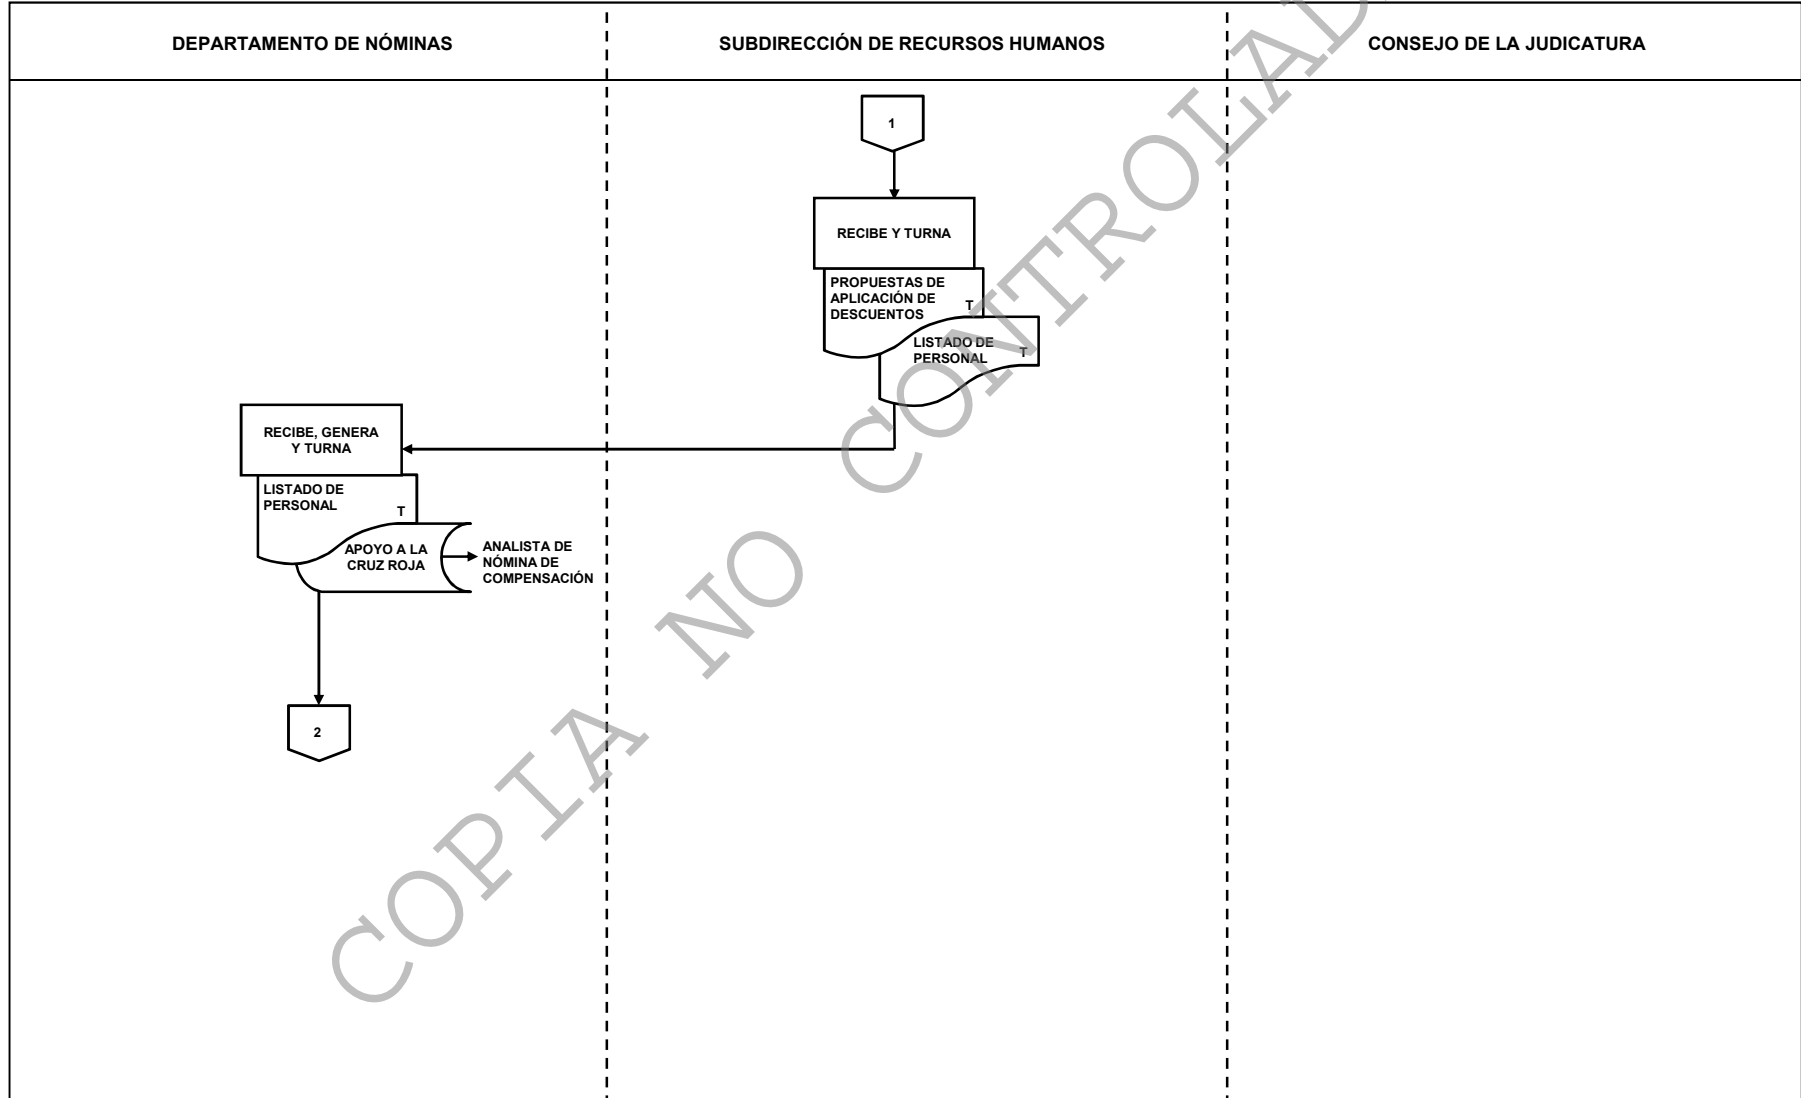 DEPARTAMENTO DE NÓMINAS
SUBDIRECCIÓN DE RECURSOS HUMANOS
CONSEJO DE LA JUDICATURA
1
RECIBE Y TURNA
PROPUESTAS DE
APLICACIÓN DE
DESCUENTOS
T
LISTADO DE
PERSONAL
T
RECIBE, GENERA
Y TURNA
LISTADO DE
PERSONAL
T
APOYO A LA
CRUZ ROJA
ANALISTA DE
NÓMINA DE
COMPENSACIÓN
2
COPIA NO CONTROLAD